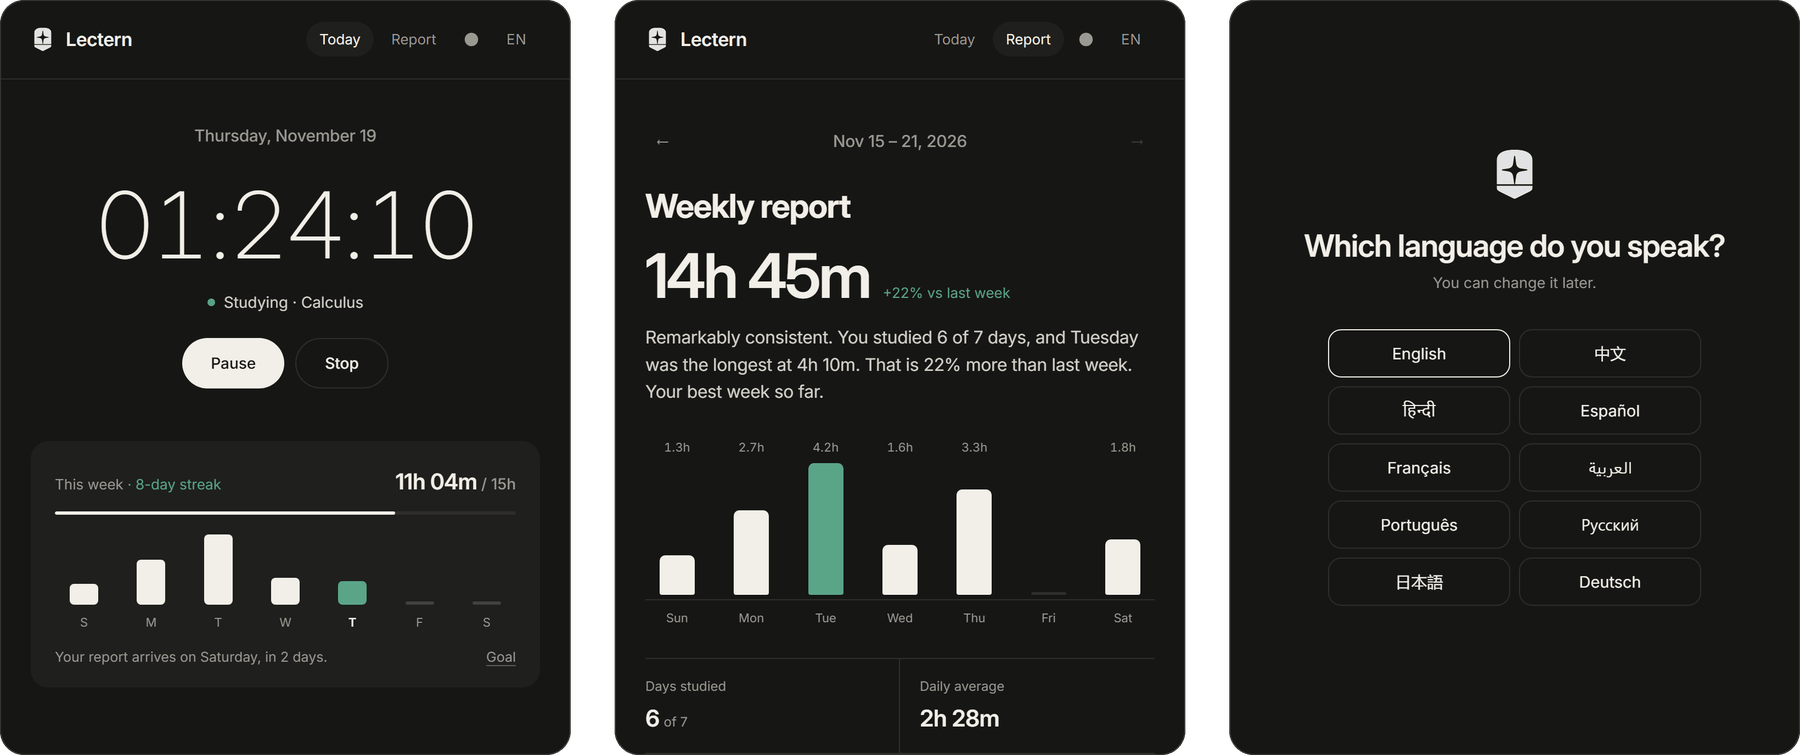 Lectern
Today Report EN
Thursday, November 19
01:24:10
Studying · Calculus
Pause Stop
This week · 8-day streak 11h 04m / 15h
S M T W T F S
Your report arrives on Saturday, in 2 days. Goal
Lectern
Today Report EN
← Nov 15 – 21, 2026 →
Weekly report
14h 45m +22% vs last week
Remarkably consistent. You studied 6 of 7 days, and Tuesday
was the longest at 4h 10m. That is 22% more than last week.
Your best week so far.
1.3h 2.7h 4.2h 1.6h 3.3h 1.8h
Sun Mon Tue Wed Thu Fri Sat
Days studied Daily average
6 of 7 2h 28m
Which language do you speak?
You can change it later.
English 中文
हिन्दी Español
Français العربية
Português Русский
日本語 Deutsch